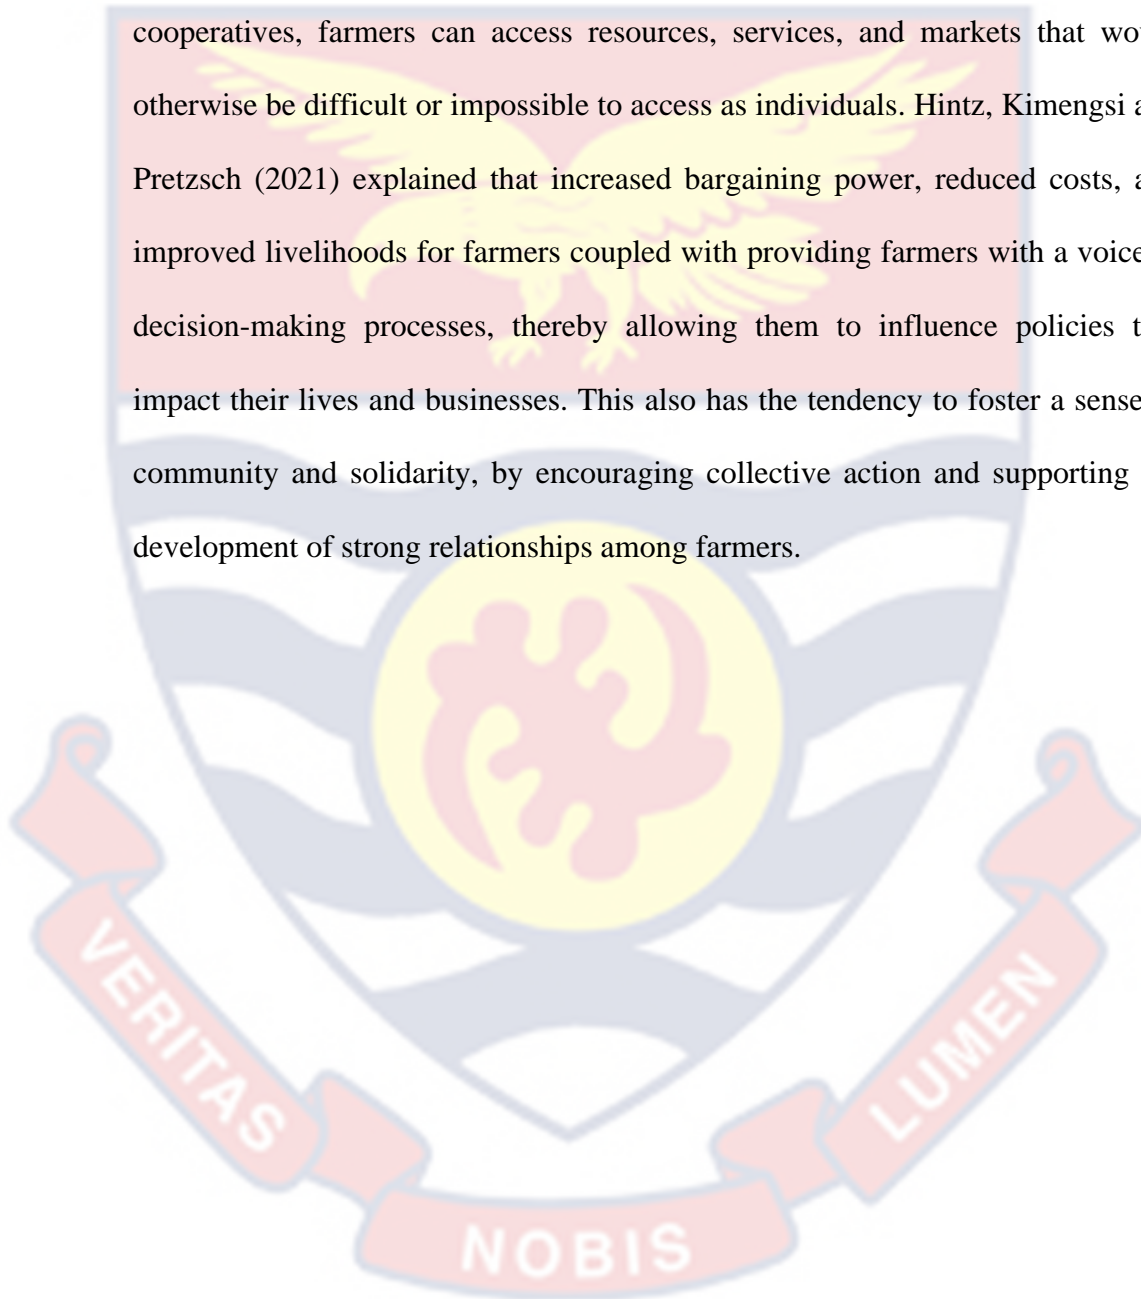 cooperatives, farmers can access resources, services, and markets that wou
otherwise be difficult or impossible to access as individuals. Hintz, Kimengsi a
Pretzsch (2021) explained that increased bargaining power, reduced costs, a
improved livelihoods for farmers coupled with providing farmers with a voice
decision-making processes, thereby allowing them to influence policies t
impact their lives and businesses. This also has the tendency to foster a sense
community and solidarity, by encouraging collective action and supporting
development of strong relationships among farmers.
VERITAS
NOBIS
LUMEN